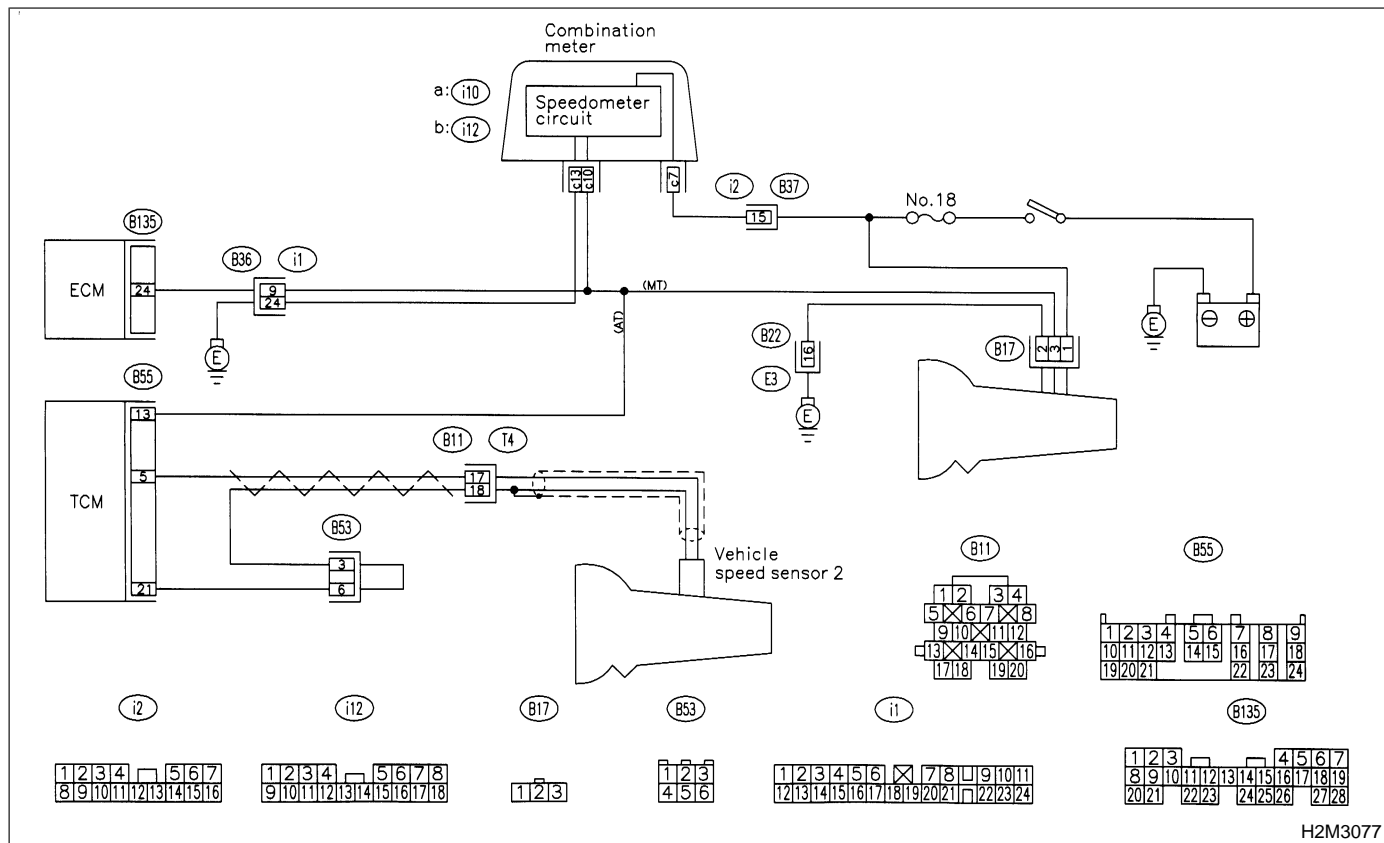 Combination
meter
a: i10
b: i12
Speedometer
circuit
c13 c10 c7
i2 B37
15
No.18
B135
ECM
24
B36 i1
9
24
(MT)
(AT)
E
E
B22
16
E3
E
B17
2 3 1
B55
TCM
13
5
21
B11 T4
17
18
B53
3
6
Vehicle
speed sensor 2
B11
1 2 3 4
5 6 7 8
9 10 11 12
13 14 15 16
17 18 19 20
B55
1 2 3 4 5 6 7 8 9
10 11 12 13 14 15 16 17 18
19 20 21 22 23 24
i2
1 2 3 4 5 6 7
8 9 10 11 12 13 14 15 16
i12
1 2 3 4 5 6 7 8
9 10 11 12 13 14 15 16 17 18
B17
1 2 3
B53
1 2 3
4 5 6
i1
1 2 3 4 5 6 7 8 9 10 11
12 13 14 15 16 17 18 19 20 21 22 23 24
B135
1 2 3 4 5 6 7
8 9 10 11 12 13 14 15 16 17 18 19
20 21 22 23 24 25 26 27 28
H2M3077